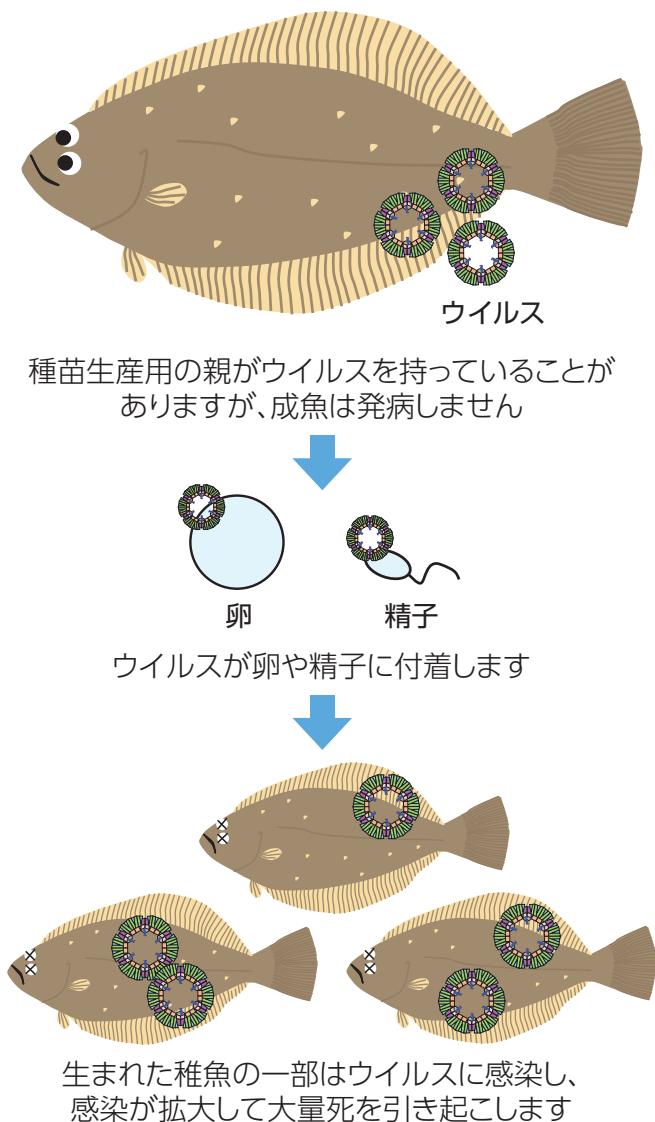 ウイルス
種苗生産用の親がウイルスを持っていることが
ありますが、成魚は発病しません
卵
精子
ウイルスが卵や精子に付着します
生まれた稚魚の一部はウイルスに感染し、
感染が拡大して大量死を引き起こします